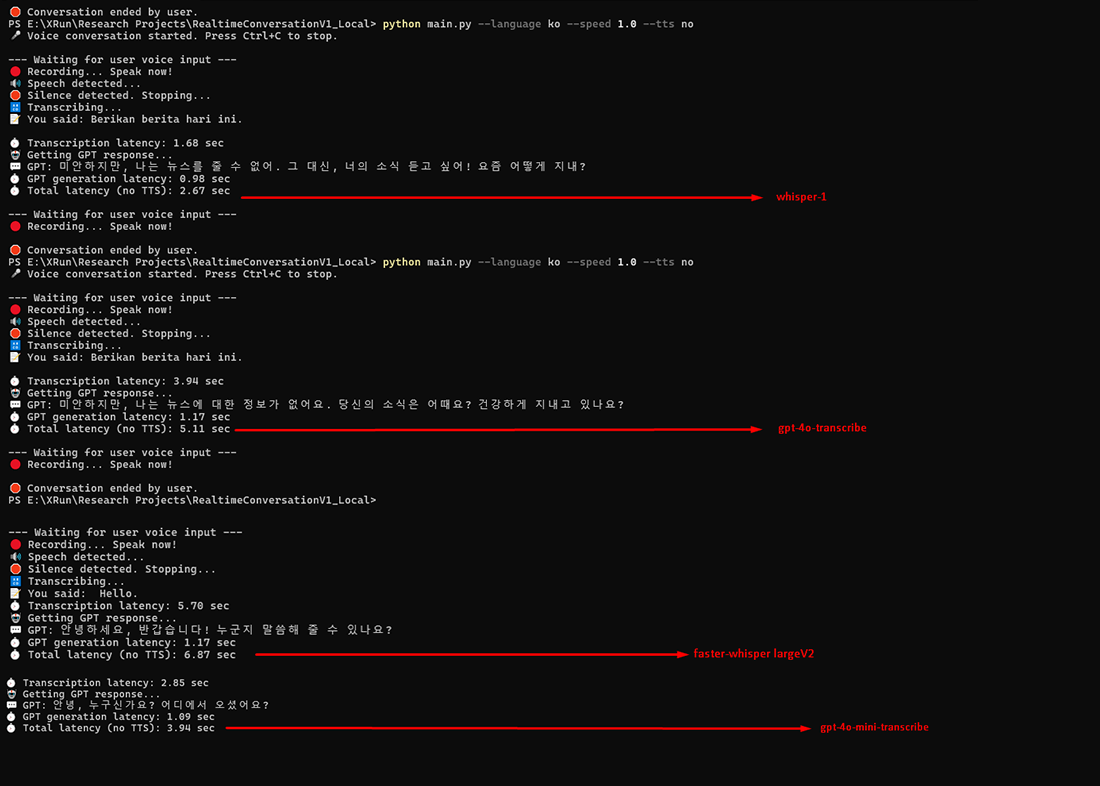 Conversation ended by user.
PS E:\XRun\Research Projects\RealtimeConversationV1_Local> python main.py --language ko --speed 1.0 --tts no
Voice conversation started. Press Ctrl+C to stop.
--- Waiting for user voice input ---
Recording... Speak now!
Speech detected...
Silence detected. Stopping...
Transcribing...
You said: Berikan berita hari ini.
Transcription latency: 1.68 sec
Getting GPT response...
GPT: 미안하지만, 나는 뉴스를 줄 수 없어. 그 대신, 너의 소식 듣고 싶어! 요즘 어떻게 지내?
GPT generation latency: 0.98 sec
Total latency (no TTS): 2.67 sec
whisper-1
--- Waiting for user voice input ---
Recording... Speak now!
Conversation ended by user.
PS E:\XRun\Research Projects\RealtimeConversationV1_Local> python main.py --language ko --speed 1.0 --tts no
Voice conversation started. Press Ctrl+C to stop.
--- Waiting for user voice input ---
Recording... Speak now!
Speech detected...
Silence detected. Stopping...
Transcribing...
You said: Berikan berita hari ini.
Transcription latency: 3.94 sec
Getting GPT response...
GPT: 미안하지만, 나는 뉴스에 대한 정보가 없어요. 당신의 소식은 어때요? 건강하게 지내고 있나요?
GPT generation latency: 1.17 sec
Total latency (no TTS): 5.11 sec
gpt-4o-transcribe
--- Waiting for user voice input ---
Recording... Speak now!
Conversation ended by user.
PS E:\XRun\Research Projects\RealtimeConversationV1_Local>
--- Waiting for user voice input ---
Recording... Speak now!
Speech detected...
Silence detected. Stopping...
Transcribing...
You said:  Hello.
Transcription latency: 5.70 sec
Getting GPT response...
GPT: 안녕하세요, 반갑습니다! 누군지 말씀해 줄 수 있나요?
GPT generation latency: 1.17 sec
Total latency (no TTS): 6.87 sec
faster-whisper largeV2
Transcription latency: 2.85 sec
Getting GPT response...
GPT: 안녕, 누구신가요? 어디에서 오셨어요?
GPT generation latency: 1.09 sec
Total latency (no TTS): 3.94 sec
gpt-4o-mini-transcribe